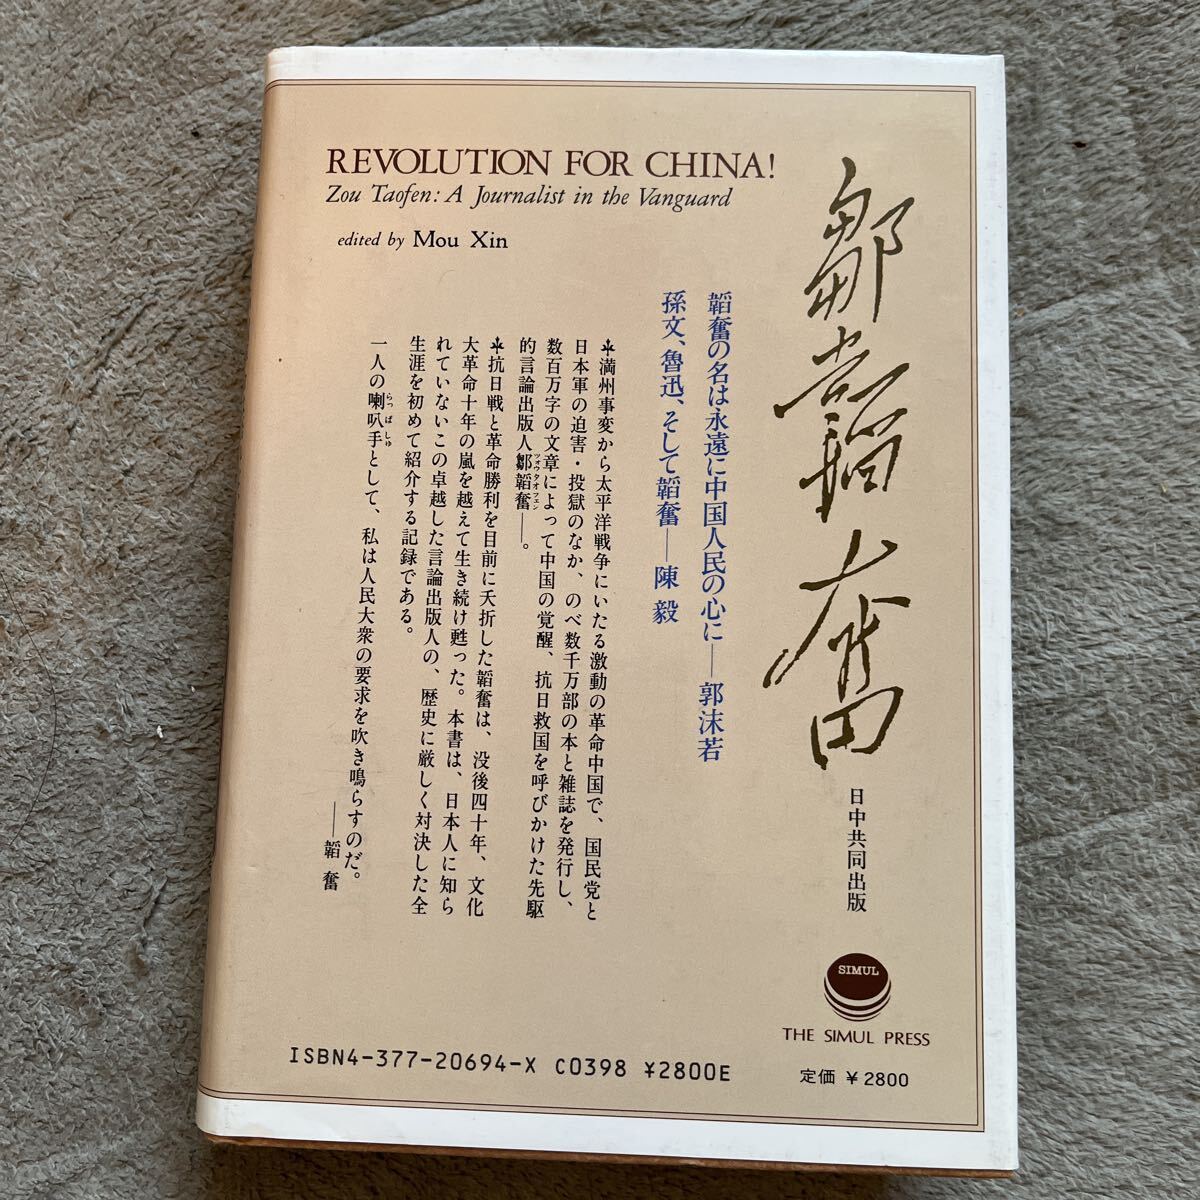 REVOLUTION FOR CHINA!
Zou Taofen: A Journalist in the Vanguard
edited by Mou Xin
鄒韜奮
日中共同出版
韜奮の名は永遠に中国人民の心に——郭沫若
孫文、魯迅、そして韜奮——陳 毅
満州事変から太平洋戦争にいたる激動の革命中国で、国民党と
日本軍の迫害・投獄のなか、のべ数千万部の本と雑誌を発行し、
数百万字の文章によって中国の覚醒、抗日救国を呼びかけた先駆
的言論出版人鄒韜奮——。
ツォウタオフェン
抗日戦と革命勝利を目前に夭折した韜奮は、没後四十年、文化
大革命十年の嵐を越えて生き続け甦った。本書は、日本人に知ら
れていないこの卓越した言論出版人の、歴史に厳しく対決した全
生涯を初めて紹介する記録である。
一人の喇叭手として、私は人民大衆の要求を吹き鳴らすのだ。
らっぱしゅ
——韜 奮
SIMUL
THE SIMUL PRESS
ISBN4-377-20694-X C0398 ¥2800E
定価 ¥2800